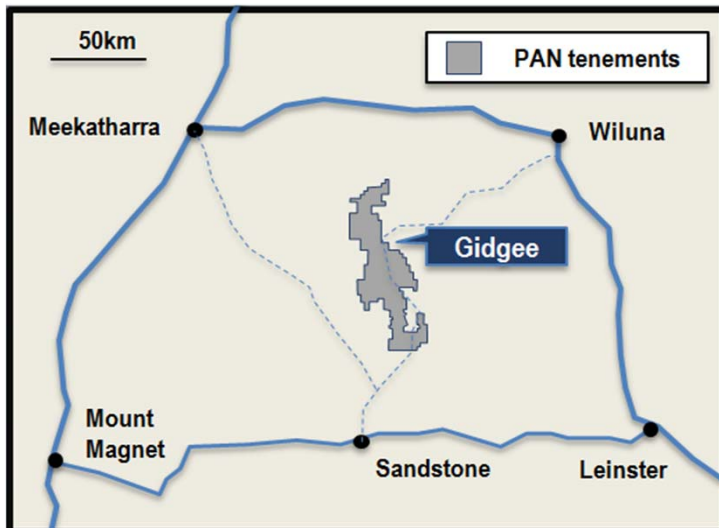 50km
PAN tenements
Meekatharra
Wiluna
Gidgee
Mount
Magnet
Sandstone
Leinster